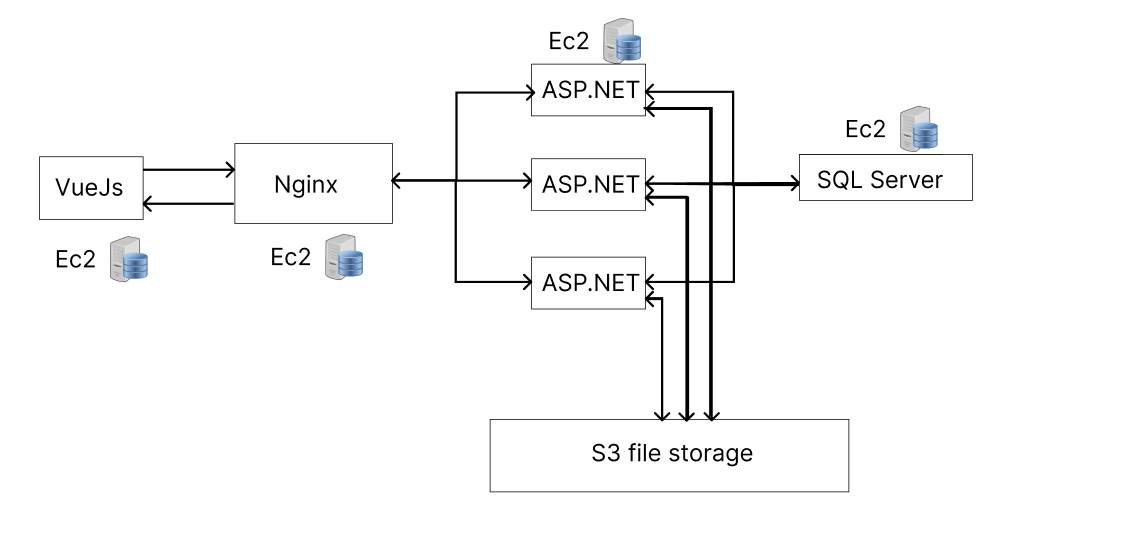 Ec2
ASP.NET
Ec2
VueJs
Nginx
ASP.NET
SQL Server
Ec2
Ec2
ASP.NET
S3 file storage